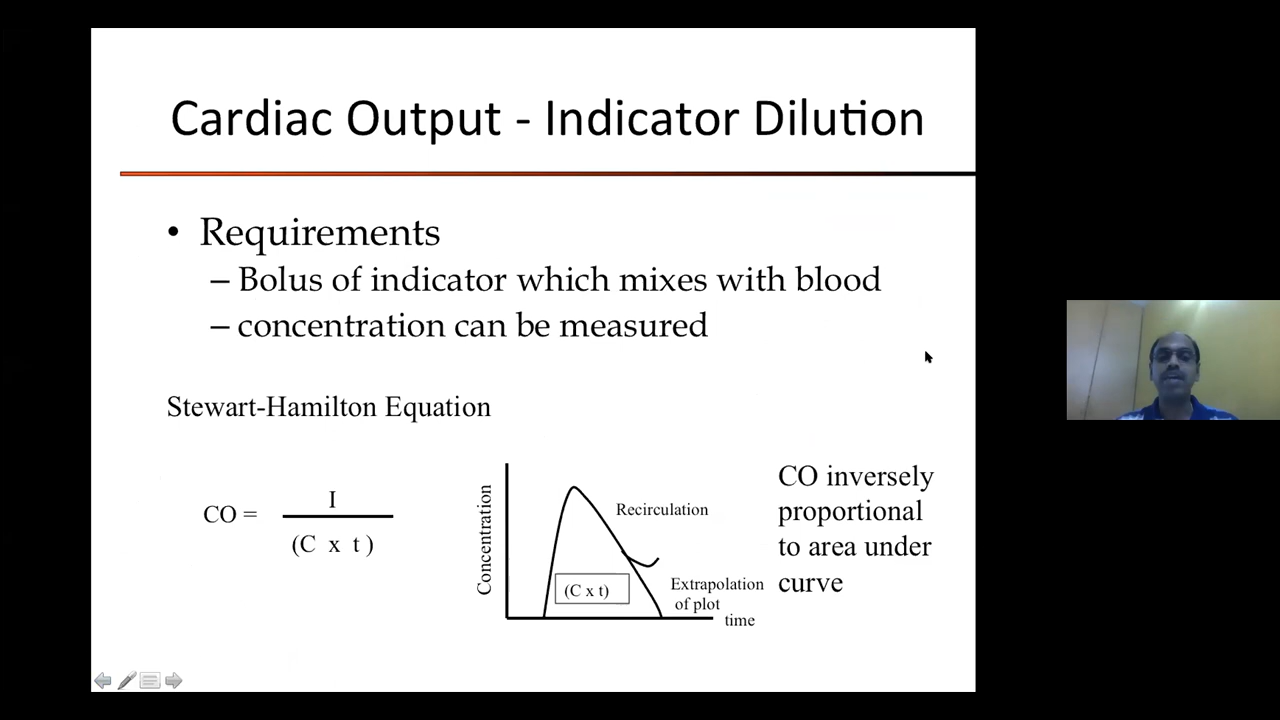 Cardiac Output - Indicator Dilution
• Requirements
– Bolus of indicator which mixes with blood
– concentration can be measured
Stewart-Hamilton Equation
CO =
I
(C x t)
Concentration
Recirculation
(C x t)
Extrapolation
of plot
time
CO inversely
proportional
to area under
curve